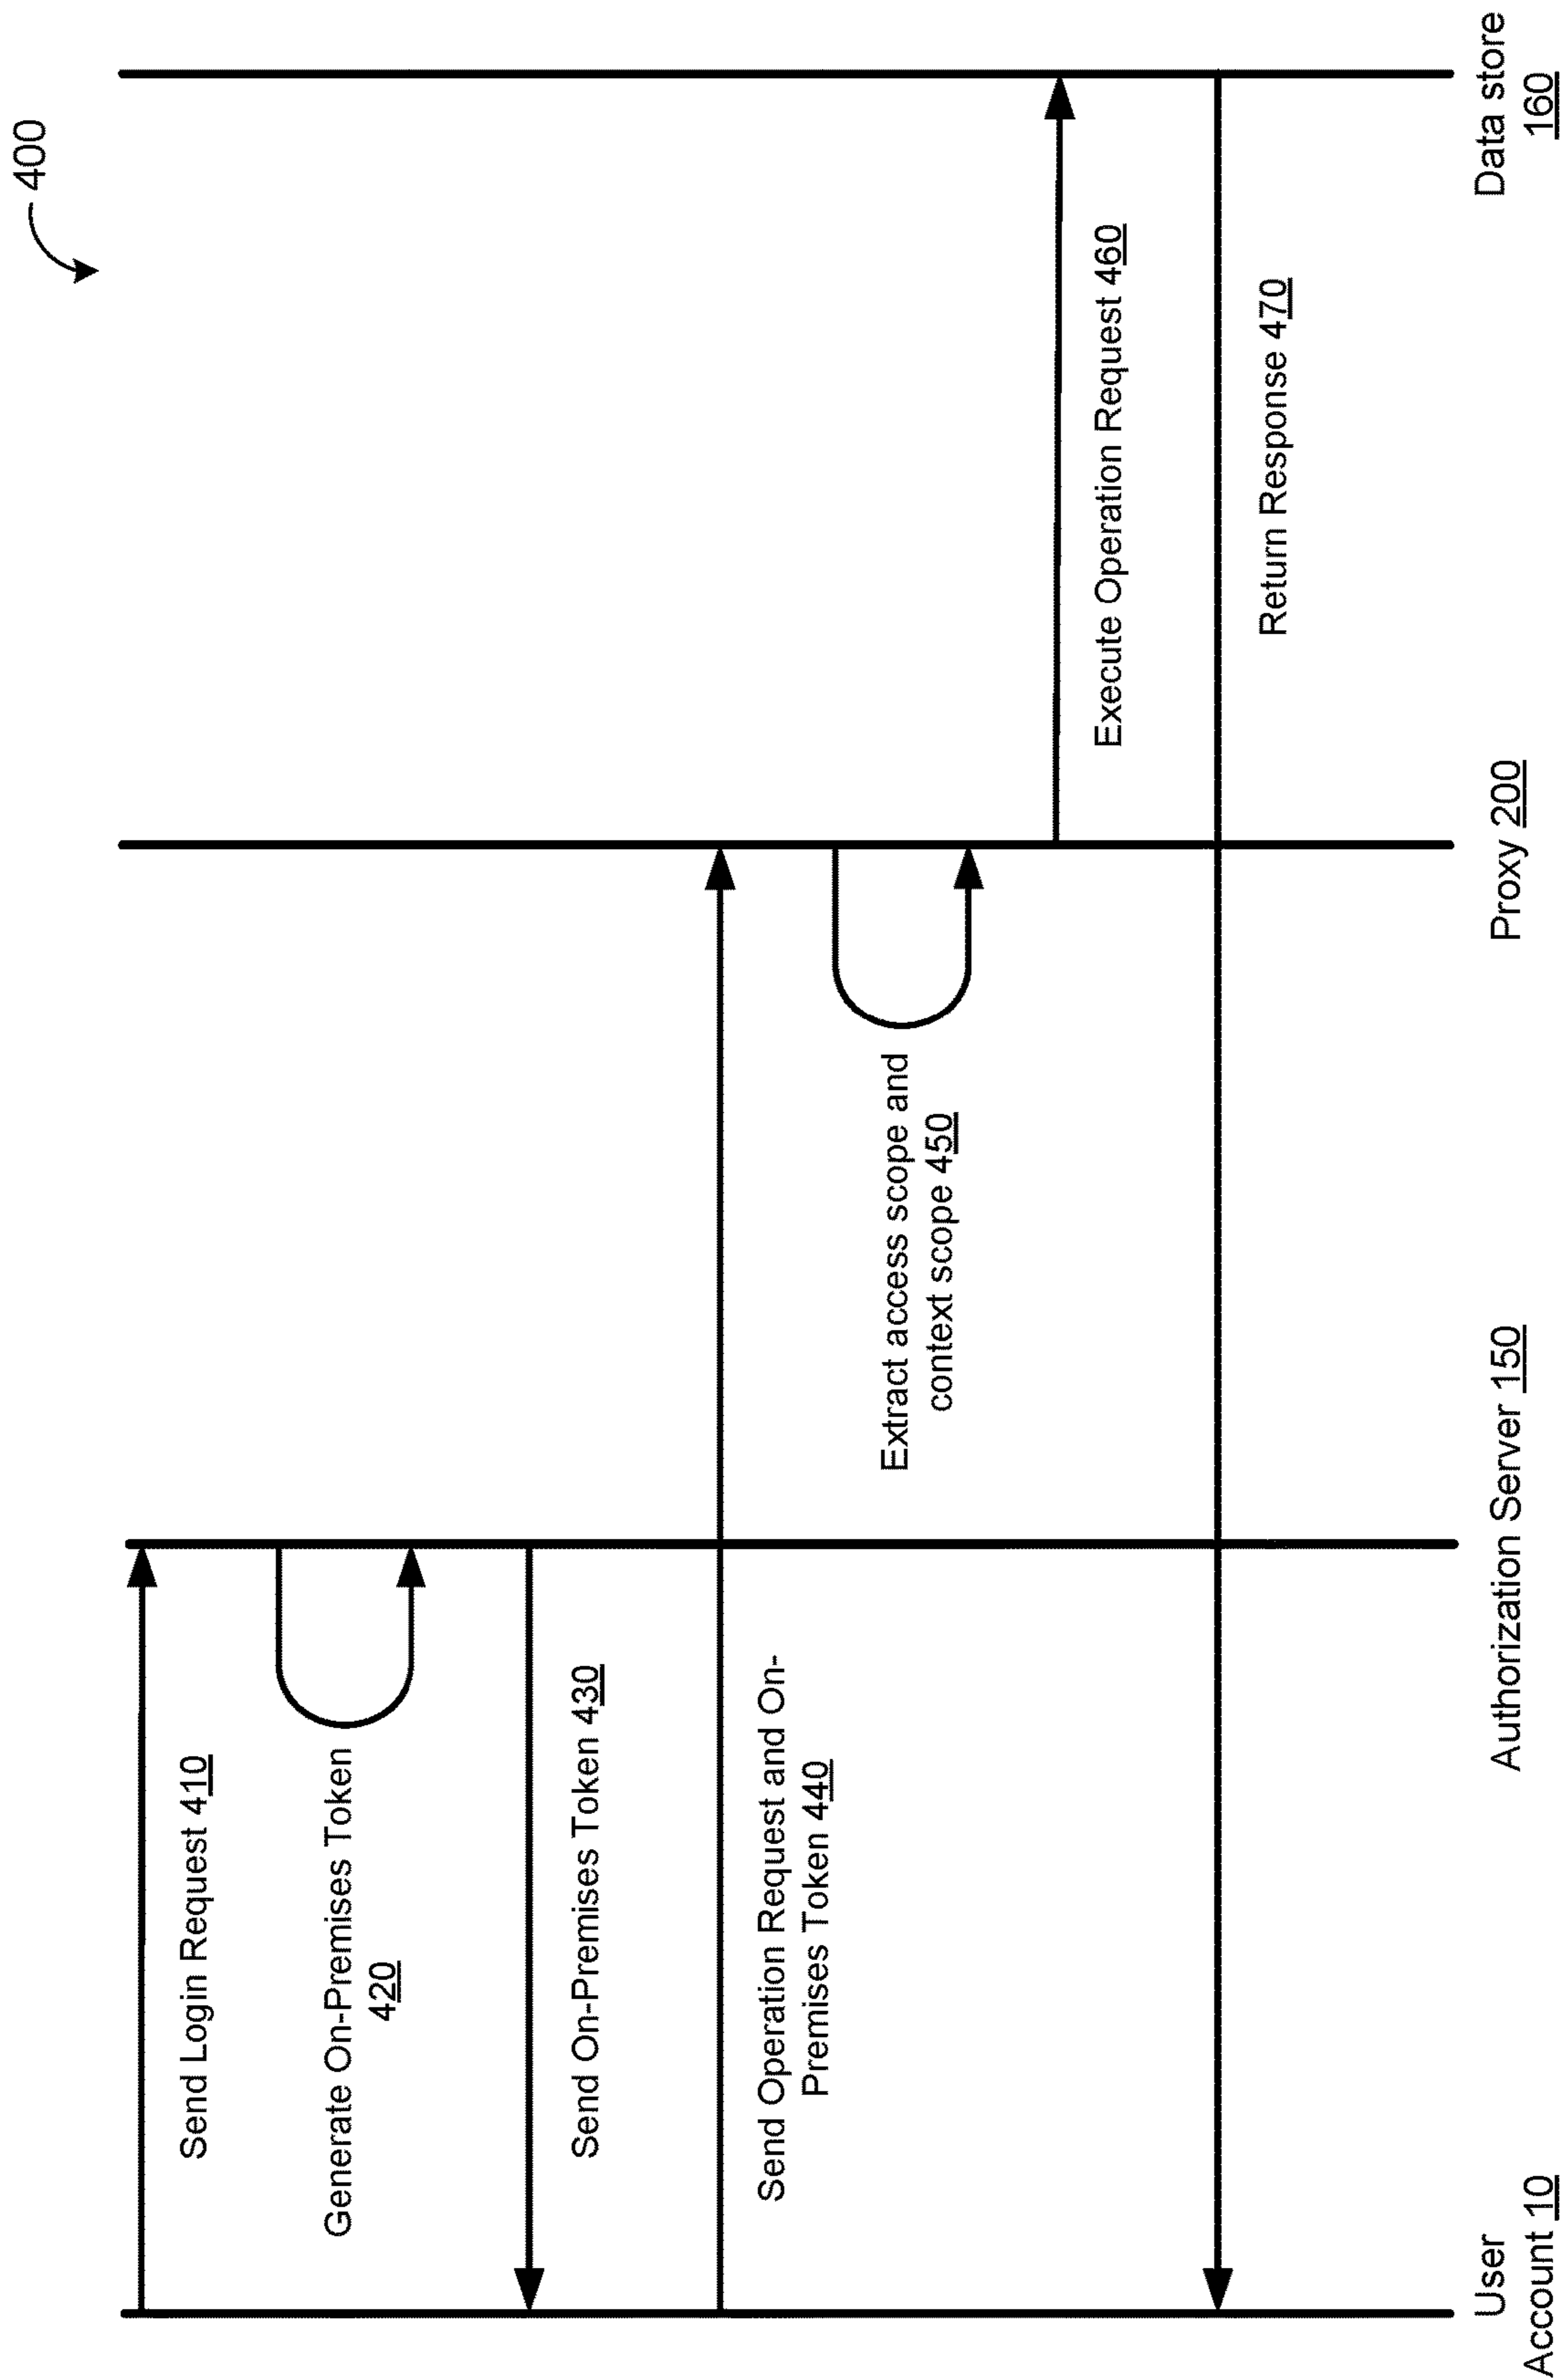 400
Send Login Request 410
Generate On-Premises Token
420
Send On-Premises Token 430
Send Operation Request and On-
Premises Token 440
Extract access scope and
context scope 450
Execute Operation Request 460
Return Response 470
User
Account 10
Authorization Server 150
Proxy 200
Data store
160